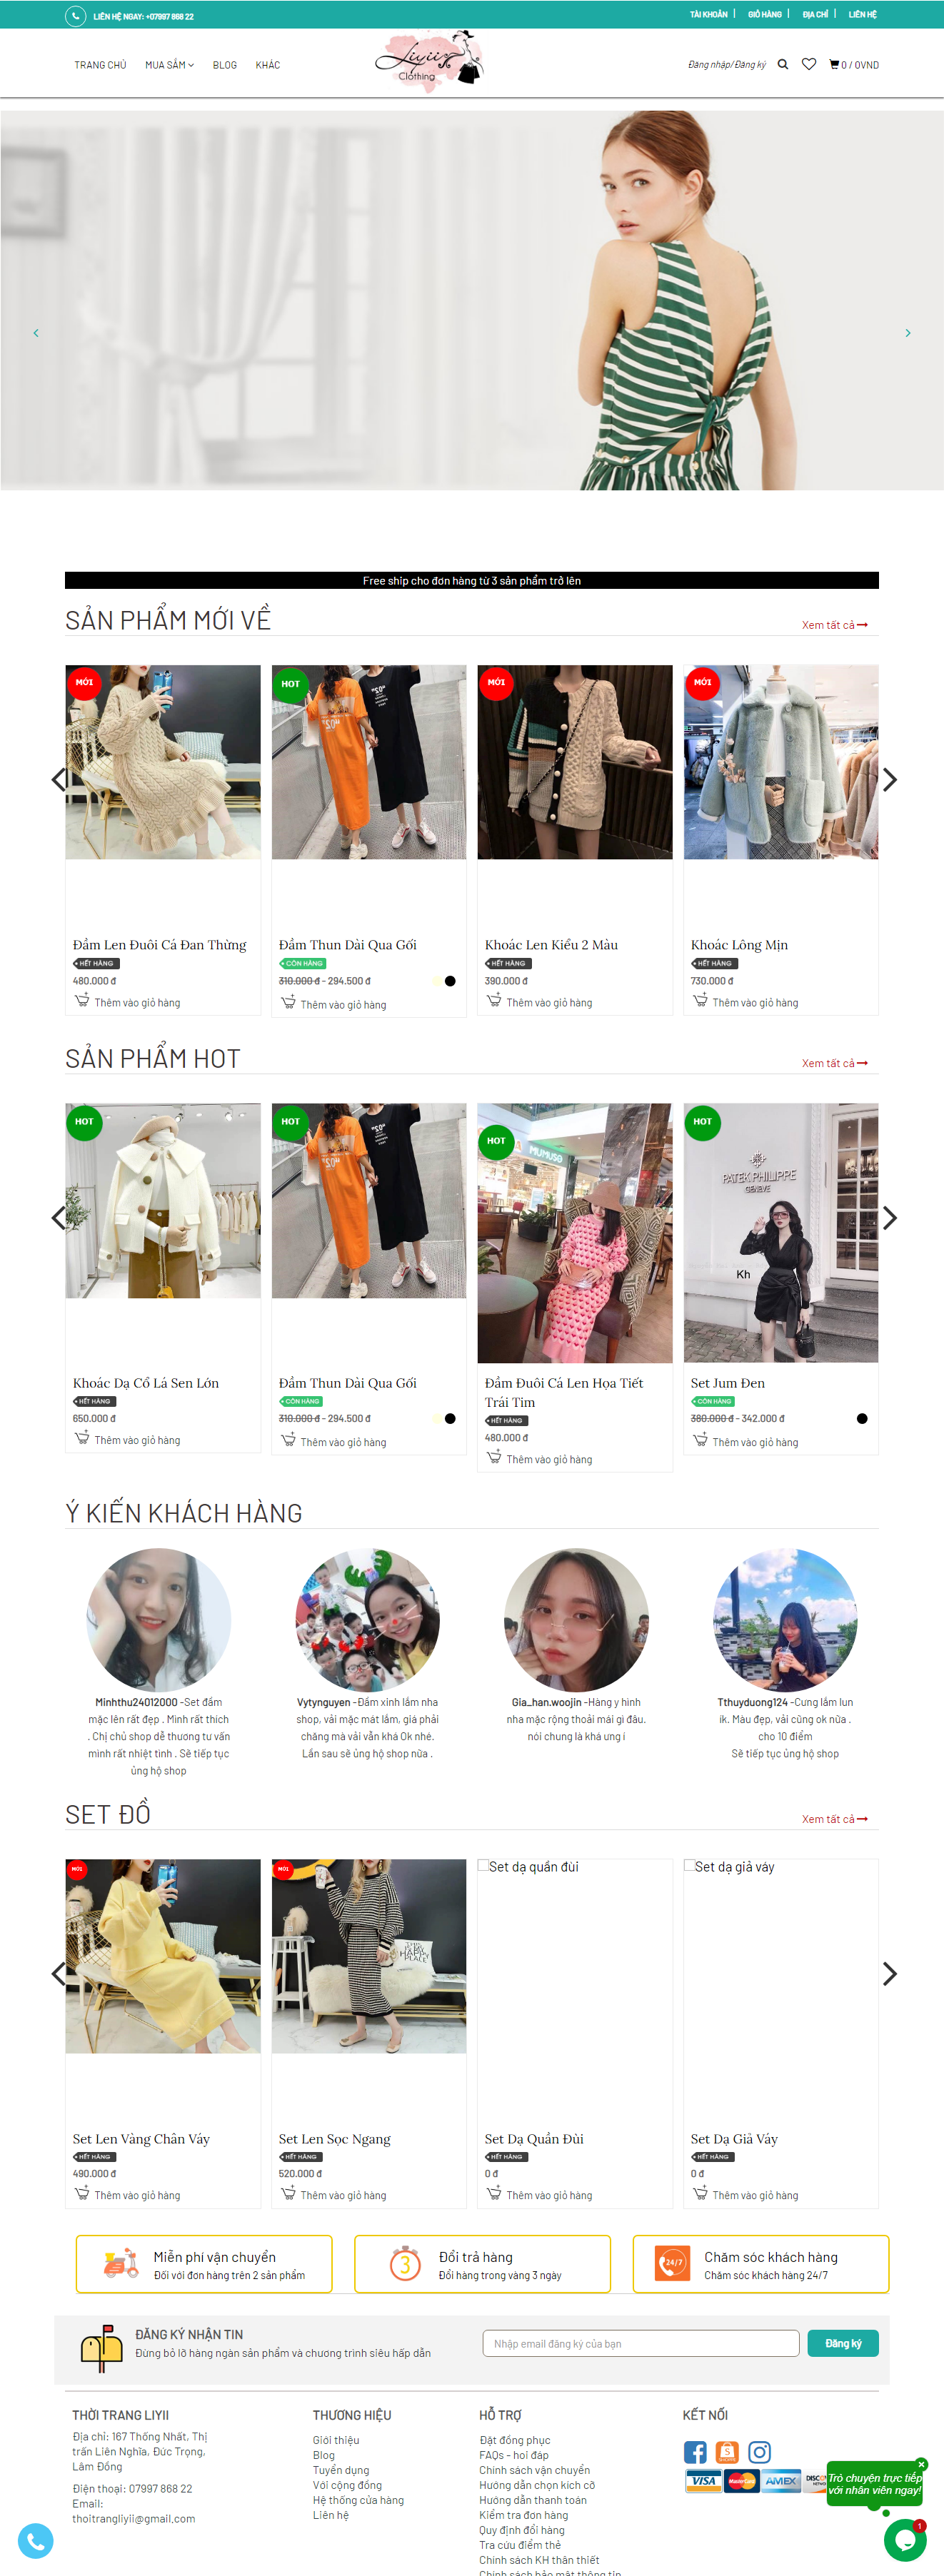 LIÊN HỆ NGAY: +07997 868 22
TÀI KHOẢN | GIỎ HÀNG | ĐỊA CHỈ | LIÊN HỆ
TRANG CHỦ MUA SẮM BLOG KHÁC
Liyii
Clothing
Đăng nhập/Đăng ký
0 / 0VND
Free ship cho đơn hàng từ 3 sản phẩm trở lên
SẢN PHẨM MỚI VỀ
Xem tất cả
MỚI
HOT
MỚI
MỚI
Đầm Len Đuôi Cá Đan Thừng
HẾT HÀNG
480.000 đ
Thêm vào giỏ hàng
Đầm Thun Dài Qua Gối
CÒN HÀNG
310.000 đ - 294.500 đ
Thêm vào giỏ hàng
Khoác Len Kiểu 2 Màu
HẾT HÀNG
390.000 đ
Thêm vào giỏ hàng
Khoác Lông Mịn
HẾT HÀNG
730.000 đ
Thêm vào giỏ hàng
SẢN PHẨM HOT
Xem tất cả
HOT
HOT
HOT
HOT
MUMUSO
PATEK PHILIPPE
GENEVE
Kh
Khoác Dạ Cổ Lá Sen Lớn
HẾT HÀNG
650.000 đ
Thêm vào giỏ hàng
Đầm Thun Dài Qua Gối
CÒN HÀNG
310.000 đ - 294.500 đ
Thêm vào giỏ hàng
Đầm Đuôi Cá Len Họa Tiết
Trái Tim
HẾT HÀNG
480.000 đ
Thêm vào giỏ hàng
Set Jum Đen
CÒN HÀNG
380.000 đ - 342.000 đ
Thêm vào giỏ hàng
Ý KIẾN KHÁCH HÀNG
Minhthu24012000 -Set đầm
mặc lên rất đẹp . Mình rất thích
. Chị chủ shop dễ thương tư vấn
mình rất nhiệt tình . Sẽ tiếp tục
ủng hộ shop
Vytynguyen -Đầm xinh lắm nha
shop, vải mặc mát lắm, giá phải
chăng mà vải vẫn khá Ok nhé.
Lần sau sẽ ủng hộ shop nữa .
Gia_han.woojin -Hàng y hình
nha mặc rộng thoải mái gì đâu.
nói chung là khá ưng í
Tthuyduong124 -Cưng lắm lun
ik. Màu đẹp, vải cũng ok nữa .
cho 10 điểm
Sẽ tiếp tục ủng hộ shop
SET ĐỒ
Xem tất cả
MỚI
MỚI
THIS IS MY
HAPPY
PLACE!
Set dạ quần đùi
Set dạ giả váy
Set Len Vàng Chân Váy
HẾT HÀNG
490.000 đ
Thêm vào giỏ hàng
Set Len Sọc Ngang
HẾT HÀNG
520.000 đ
Thêm vào giỏ hàng
Set Dạ Quần Đùi
HẾT HÀNG
0 đ
Thêm vào giỏ hàng
Set Dạ Giả Váy
HẾT HÀNG
0 đ
Thêm vào giỏ hàng
Miễn phí vận chuyển
Đối với đơn hàng trên 2 sản phẩm
3
Đổi trả hàng
Đổi hàng trong vàng 3 ngày
24/7
Chăm sóc khách hàng
Chăm sóc khách hàng 24/7
ĐĂNG KÝ NHẬN TIN
Đừng bỏ lỡ hàng ngàn sản phẩm và chương trình siêu hấp dẫn
Nhập email đăng ký của bạn
Đăng ký
THỜI TRANG LIYII
Địa chỉ: 167 Thống Nhất, Thị
trấn Liên Nghĩa, Đức Trọng,
Lâm Đồng
Điện thoại: 07997 868 22
Email:
thoitrangliyii@gmail.com
THƯƠNG HIỆU
Giới thiệu
Blog
Tuyển dụng
Với cộng đồng
Hệ thống cửa hàng
Liên hệ
HỖ TRỢ
Đặt đồng phục
FAQs - hoi đáp
Chính sách vận chuyển
Hướng dẫn chọn kích cỡ
Hướng dẫn thanh toán
Kiểm tra đơn hàng
Quy định đổi hàng
Tra cứu điểm thẻ
Chính sách KH thân thiết
Chính sách bảo mật thông tin
KẾT NỐI
VISA MasterCard AMEX
Trò chuyện trực tiếp
với nhân viên ngay!
1